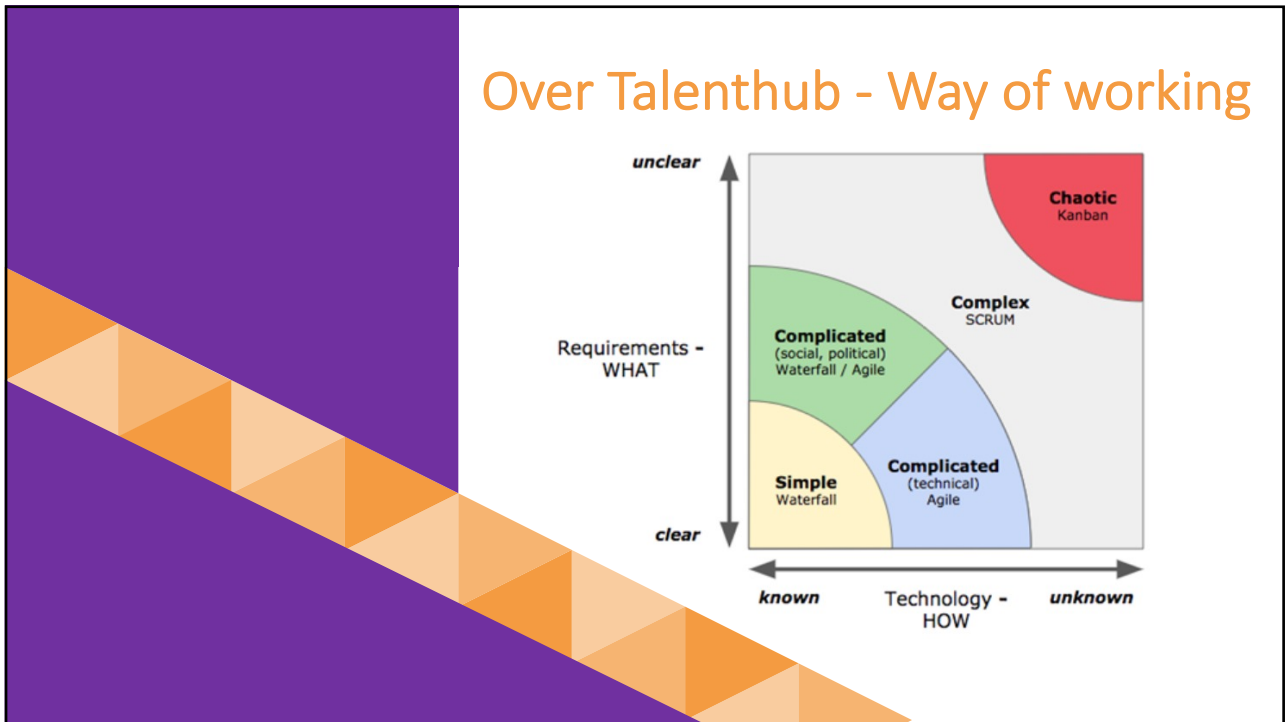 Over Talenthub - Way of working
unclear
Chaotic
Kanban
Complex
SCRUM
Complicated
(social, political)
Waterfall / Agile
Requirements -
WHAT
Complicated
(technical)
Agile
Simple
Waterfall
clear
known
Technology -
HOW
unknown